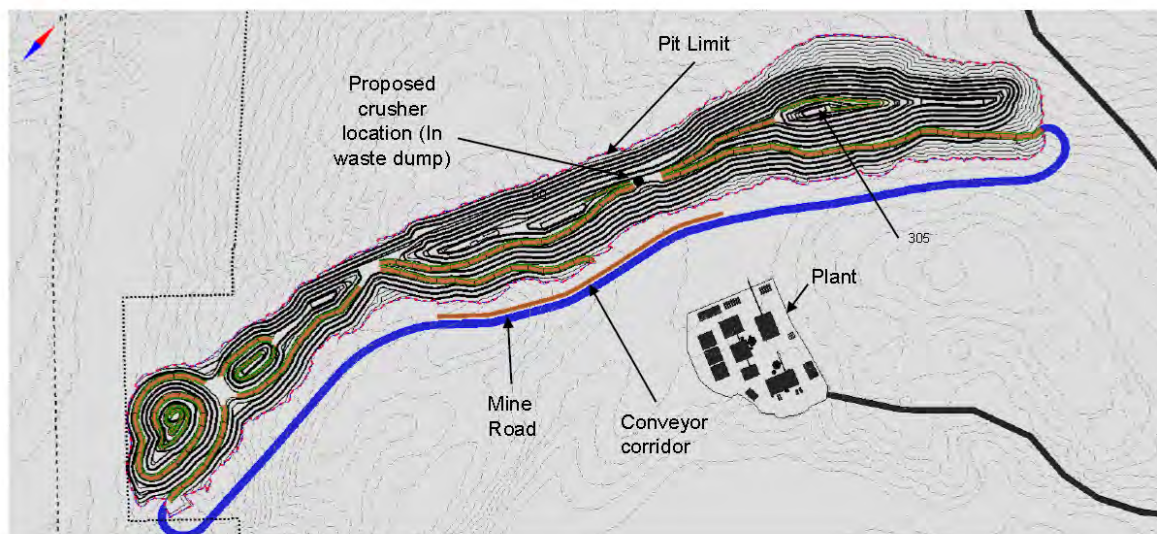 Pit Limit
Proposed
crusher
location (In
waste dump)
305
Plant
Mine
Road
Conveyor
corridor